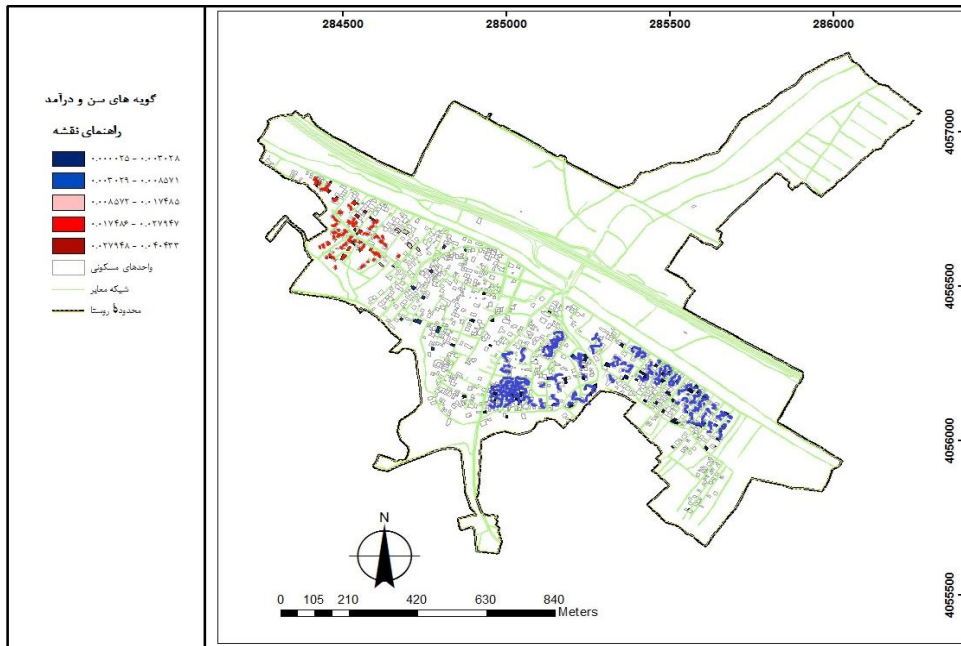 گویه های سن و درآمد
راهنمای نقشه
۰.۰۰۰۰۲۵ - ۰.۰۰۳۰۲۸
۰.۰۰۳۰۲۹ - ۰.۰۰۸۵۷۱
۰.۰۰۸۵۷۲ - ۰.۰۱۷۴۸۵
۰.۰۱۷۴۸۶ - ۰.۰۲۷۹۴۷
۰.۰۲۷۹۴۸ - ۰.۰۴۰۴۳۳
واحدهای مسکونی
شبکه معابر
محدوده روستا
284500 285000 285500 286000
4057000
4056500
4056000
4055500
N
0 105 210 420 630 840
Meters